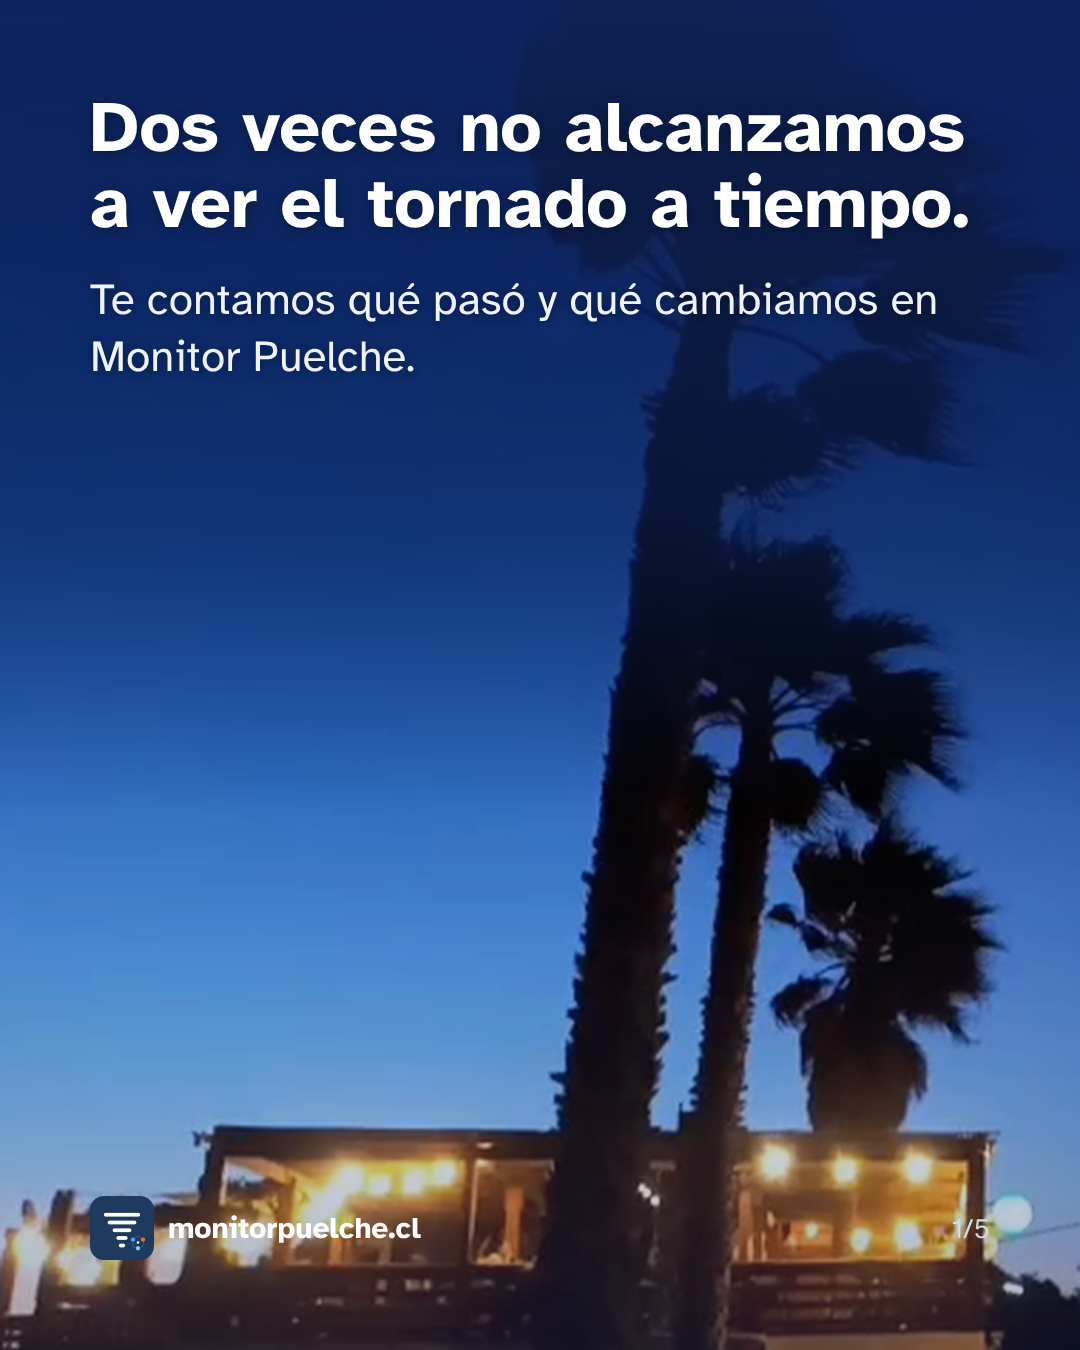 Dos veces no alcanzamos
a ver el tornado a tiempo.
Te contamos qué pasó y qué cambiamos en
Monitor Puelche.
monitorpuelche.cl
1/5